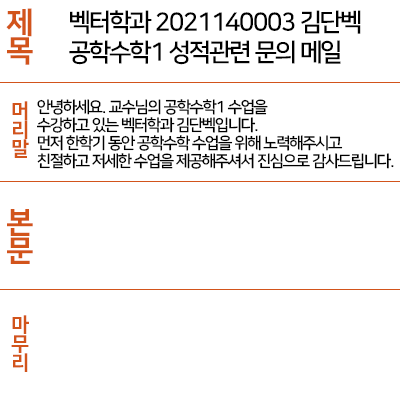 제목
벡터학과 2021140003 김단벡
공학수학1 성적관련 문의 메일
머리말
안녕하세요. 교수님의 공학수학1 수업을
수강하고 있는 벡터학과 김단벡입니다.
먼저 한학기 동안 공학수학 수업을 위해 노력해주시고
친절하고 저세한 수업을 제공해주셔서 진심으로 감사드립니다.
본문
마무리